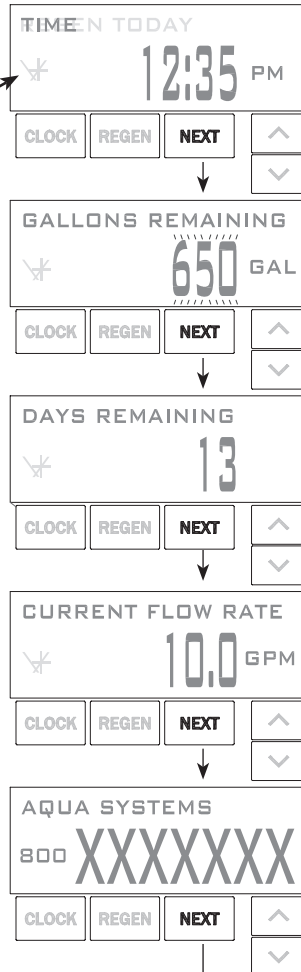 TIME REGEN TODAY
12:35 PM
CLOCK REGEN NEXT
GALLONS REMAINING
650 GAL
CLOCK REGEN NEXT
DAYS REMAINING
13
CLOCK REGEN NEXT
CURRENT FLOW RATE
10.0 GPM
CLOCK REGEN NEXT
AQUA SYSTEMS
800 XXXXXXX
CLOCK REGEN NEXT